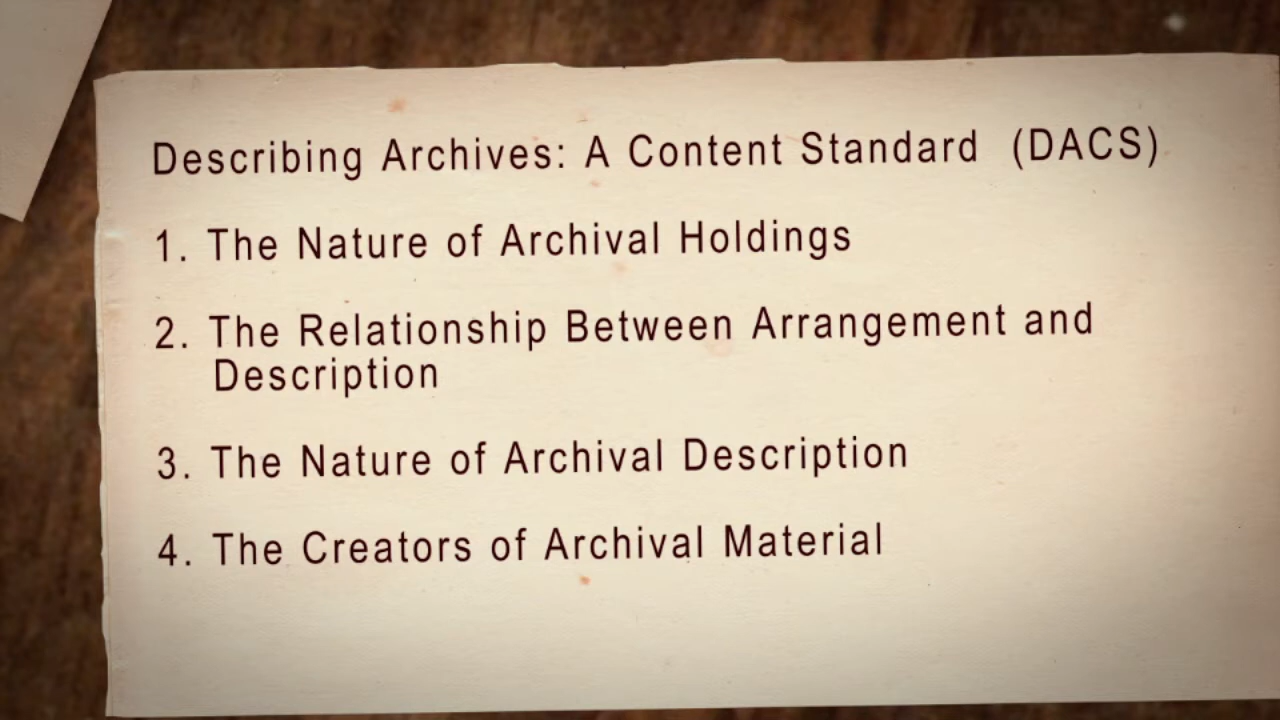 Describing Archives: A Content Standard (DACS)
1. The Nature of Archival Holdings
2. The Relationship Between Arrangement and
Description
3. The Nature of Archival Description
4. The Creators of Archival Material